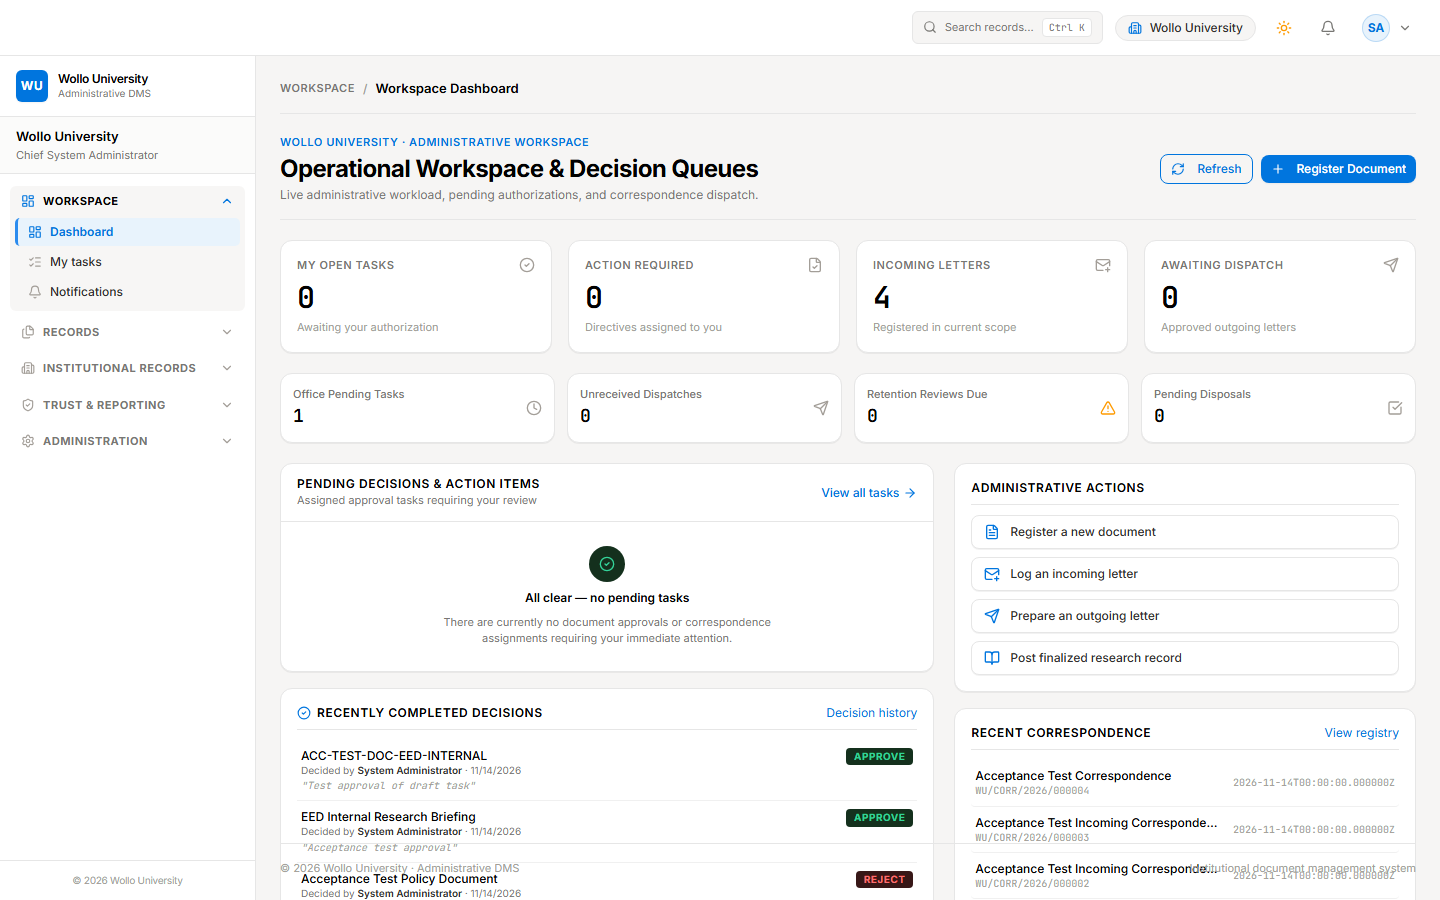 Search records... Ctrl K
Wollo University
SA
WU
Wollo University
Administrative DMS
Wollo University
Chief System Administrator
WORKSPACE
Dashboard
My tasks
Notifications
RECORDS
INSTITUTIONAL RECORDS
TRUST & REPORTING
ADMINISTRATION
© 2026 Wollo University
WORKSPACE / Workspace Dashboard
WOLLO UNIVERSITY · ADMINISTRATIVE WORKSPACE
Operational Workspace & Decision Queues
Live administrative workload, pending authorizations, and correspondence dispatch.
Refresh
Register Document
MY OPEN TASKS
0
Awaiting your authorization
ACTION REQUIRED
0
Directives assigned to you
INCOMING LETTERS
4
Registered in current scope
AWAITING DISPATCH
0
Approved outgoing letters
Office Pending Tasks
1
Unreceived Dispatches
0
Retention Reviews Due
0
Pending Disposals
0
PENDING DECISIONS & ACTION ITEMS
Assigned approval tasks requiring your review
View all tasks
All clear — no pending tasks
There are currently no document approvals or correspondence
assignments requiring your immediate attention.
RECENTLY COMPLETED DECISIONS
Decision history
ACC-TEST-DOC-EED-INTERNAL
Decided by System Administrator · 11/14/2026
"Test approval of draft task"
APPROVE
EED Internal Research Briefing
Decided by System Administrator · 11/14/2026
"Acceptance test approval"
APPROVE
Acceptance Test Policy Document
Decided by System Administrator · 11/14/2026
REJECT
ADMINISTRATIVE ACTIONS
Register a new document
Log an incoming letter
Prepare an outgoing letter
Post finalized research record
RECENT CORRESPONDENCE
View registry
Acceptance Test Correspondence
WU/CORR/2026/000004
2026-11-14T00:00:00.000000Z
Acceptance Test Incoming Corresponde...
WU/CORR/2026/000003
2026-11-14T00:00:00.000000Z
Acceptance Test Incoming Corresponde...
WU/CORR/2026/000002
2026-11-14T00:00:00.000000Z
© 2026 Wollo University · Administrative DMS
Institutional document management system